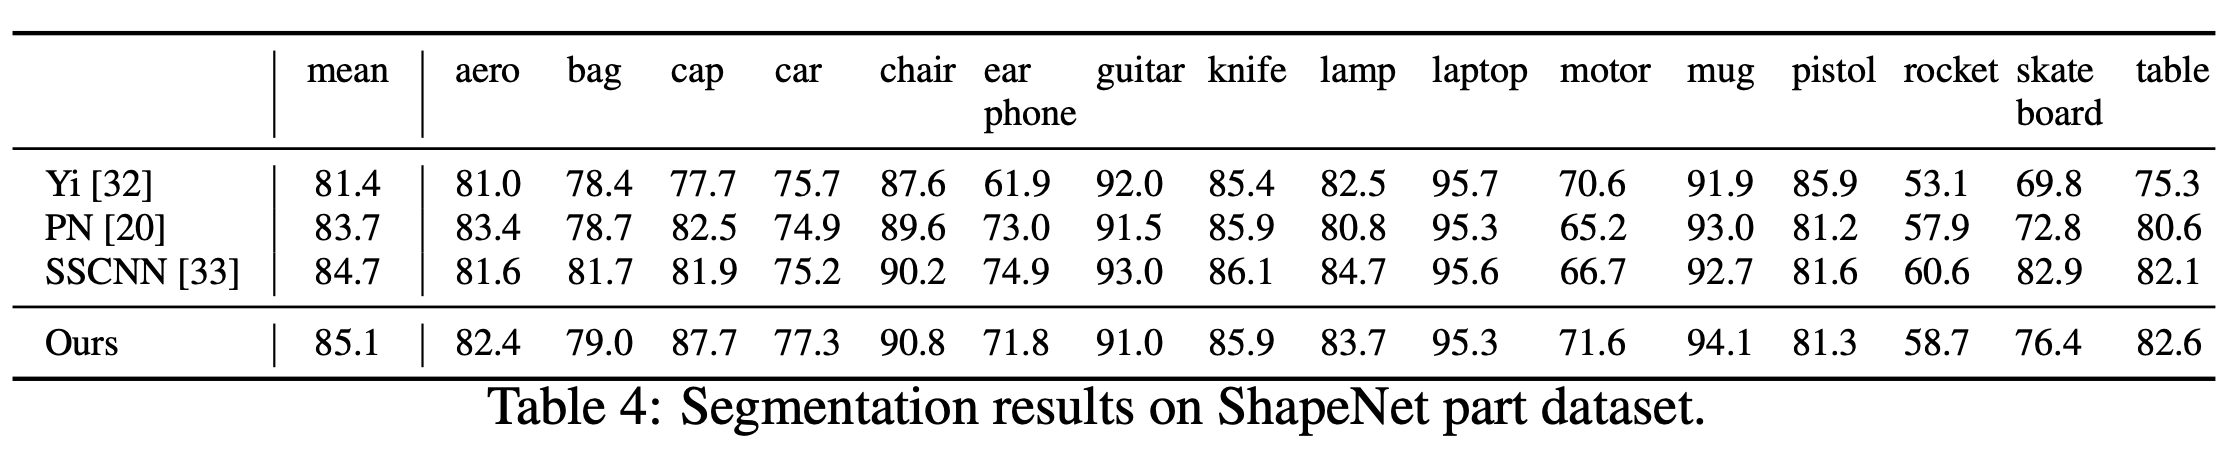 mean aero bag cap car chair ear guitar knife lamp laptop motor mug pistol rocket skate table
phone board
Yi [32] 81.4 81.0 78.4 77.7 75.7 87.6 61.9 92.0 85.4 82.5 95.7 70.6 91.9 85.9 53.1 69.8 75.3
PN [20] 83.7 83.4 78.7 82.5 74.9 89.6 73.0 91.5 85.9 80.8 95.3 65.2 93.0 81.2 57.9 72.8 80.6
SSCNN [33] 84.7 81.6 81.7 81.9 75.2 90.2 74.9 93.0 86.1 84.7 95.6 66.7 92.7 81.6 60.6 82.9 82.1
Ours 85.1 82.4 79.0 87.7 77.3 90.8 71.8 91.0 85.9 83.7 95.3 71.6 94.1 81.3 58.7 76.4 82.6
Table 4: Segmentation results on ShapeNet part dataset.